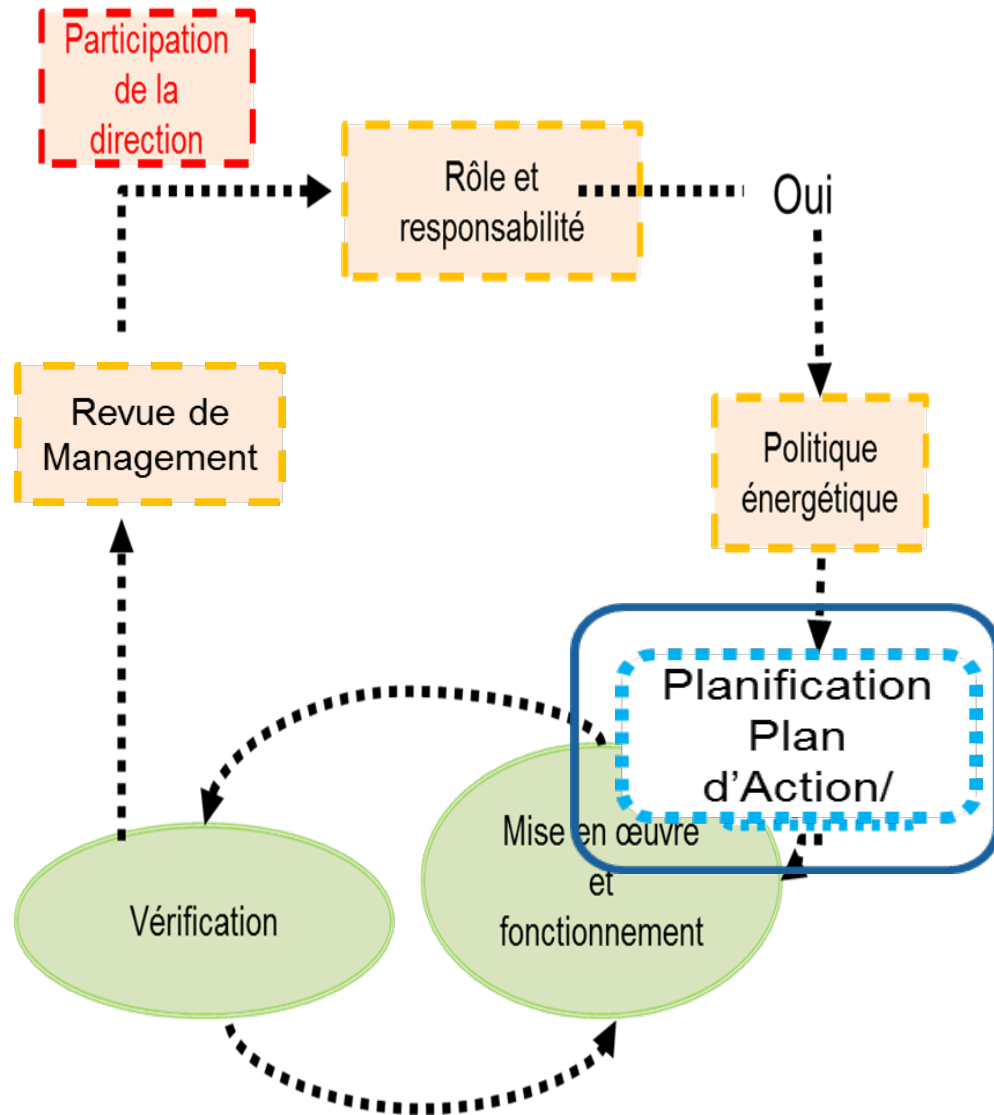 Participation
de la
direction
Rôle et
responsabilité
Oui
Revue de
Management
Politique
énergétique
Planification
Plan
d’Action/
Mise en œuvre
et
fonctionnement
Vérification